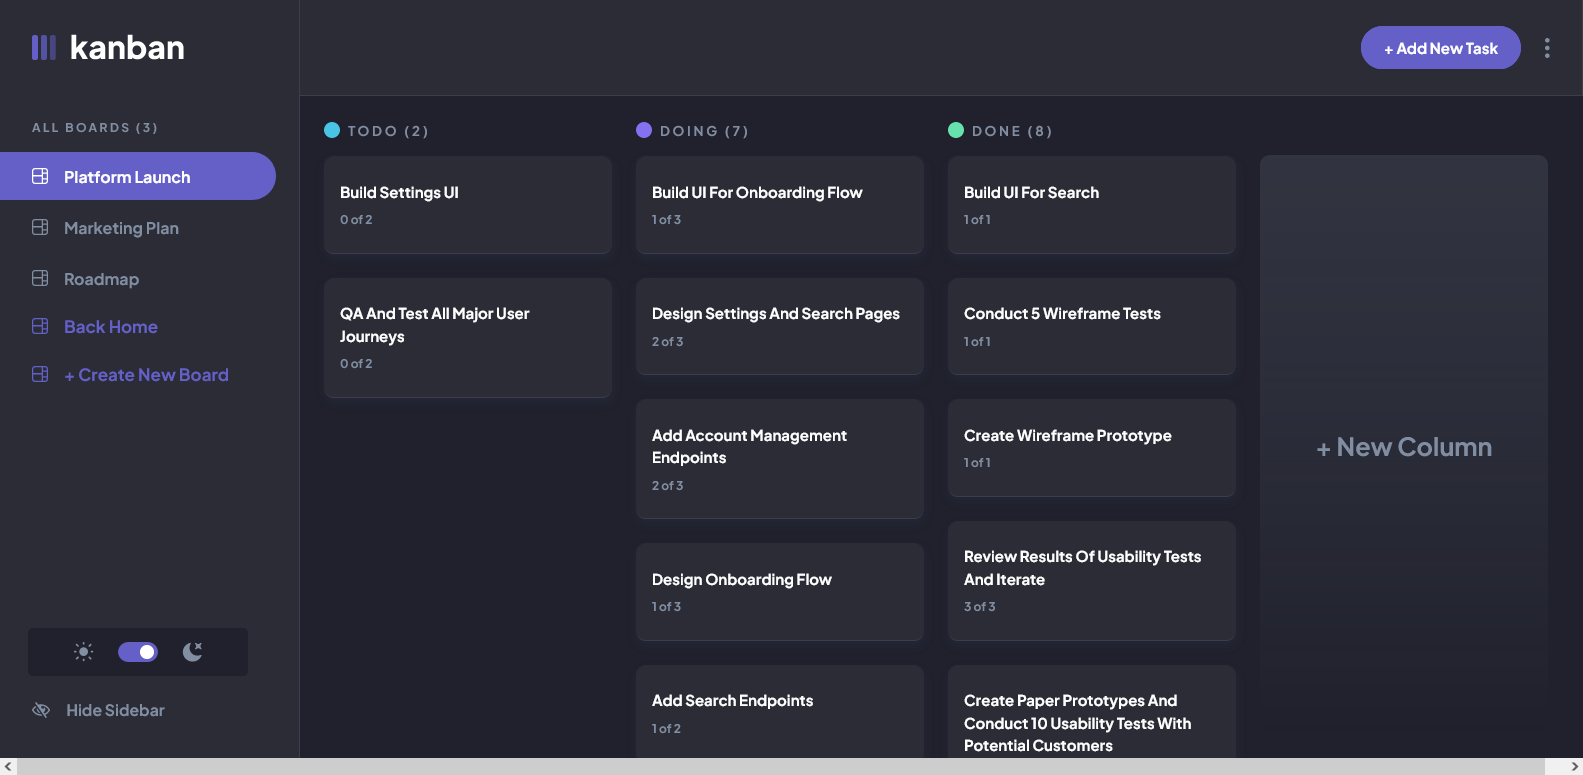 kanban
+ Add New Task
ALL BOARDS (3)
Platform Launch
Marketing Plan
Roadmap
Back Home
+ Create New Board
Hide Sidebar
TODO (2)
Build Settings UI
0 of 2
QA And Test All Major User
Journeys
0 of 2
DOING (7)
Build UI For Onboarding Flow
1 of 3
Design Settings And Search Pages
2 of 3
Add Account Management
Endpoints
2 of 3
Design Onboarding Flow
1 of 3
Add Search Endpoints
1 of 2
DONE (8)
Build UI For Search
1 of 1
Conduct 5 Wireframe Tests
1 of 1
Create Wireframe Prototype
1 of 1
Review Results Of Usability Tests
And Iterate
3 of 3
Create Paper Prototypes And
Conduct 10 Usability Tests With
Potential Customers
+ New Column